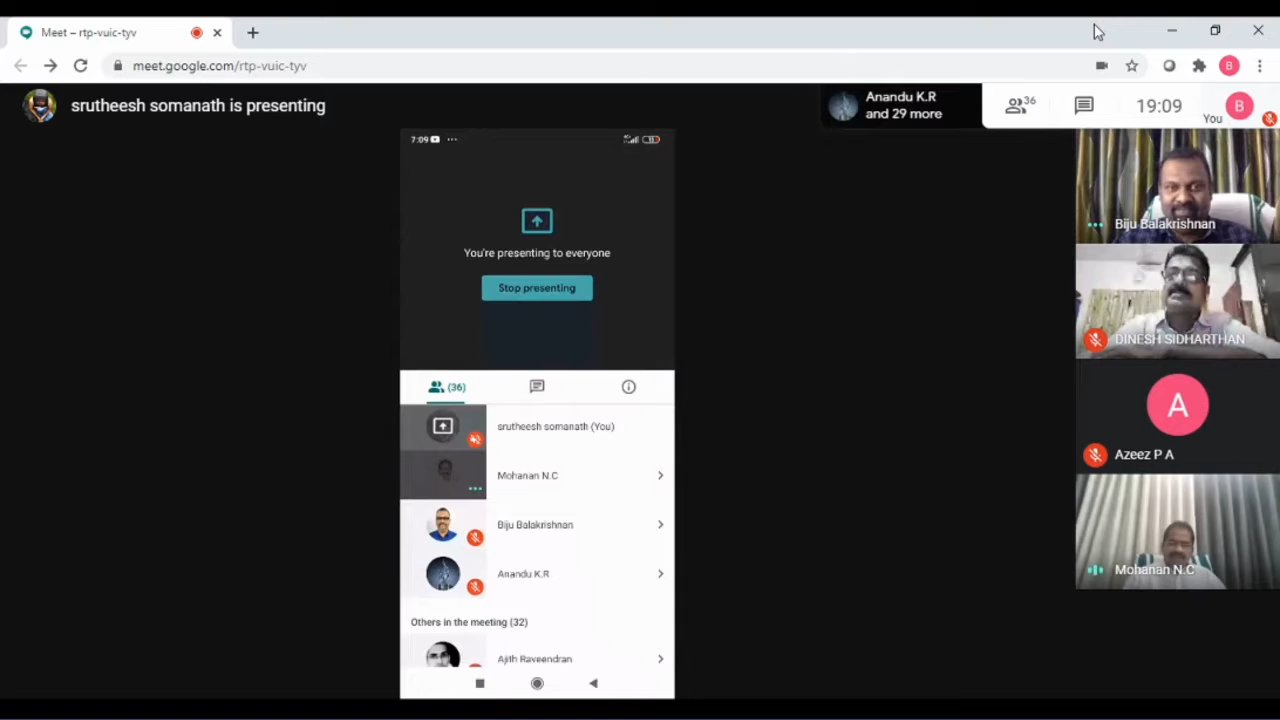 Meet – rtp-vuic-tyv
meet.google.com/rtp-vuic-tyv
B
srutheesh somanath is presenting
Anandu K.R
and 29 more
36
19:09
You
B
7:09
You're presenting to everyone
Stop presenting
(36)
srutheesh somanath (You)
Mohanan N.C
Biju Balakrishnan
Anandu K.R
Others in the meeting (32)
Ajith Raveendran
Biju Balakrishnan
DINESH SIDHARTHAN
A
Azeez P A
Mohanan N.C